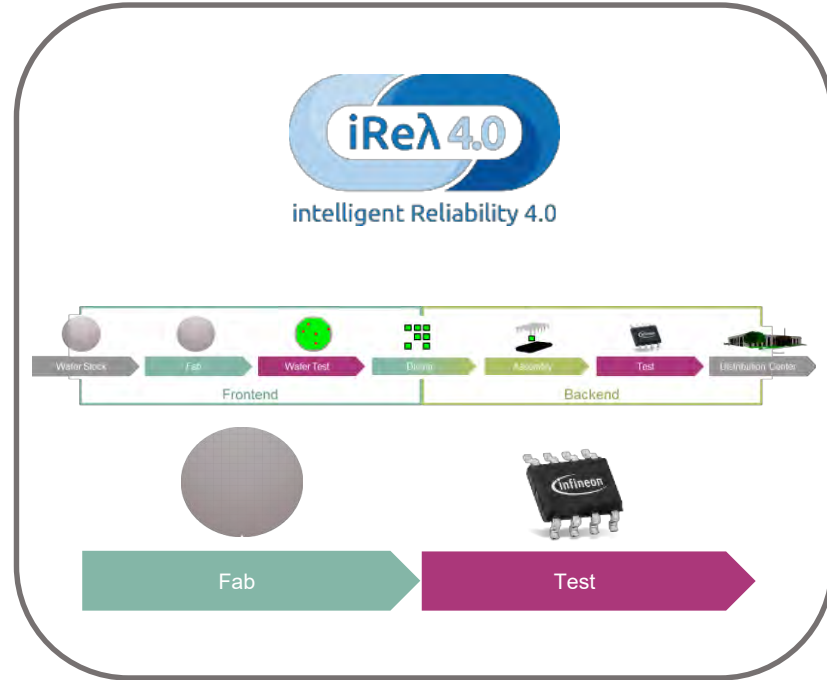 iReλ 4.0
intelligent Reliability 4.0
Wafer Stock
Fab
Wafer Test
Assembly
Test
Distribution Center
Frontend
Backend
infineon
Fab
Test